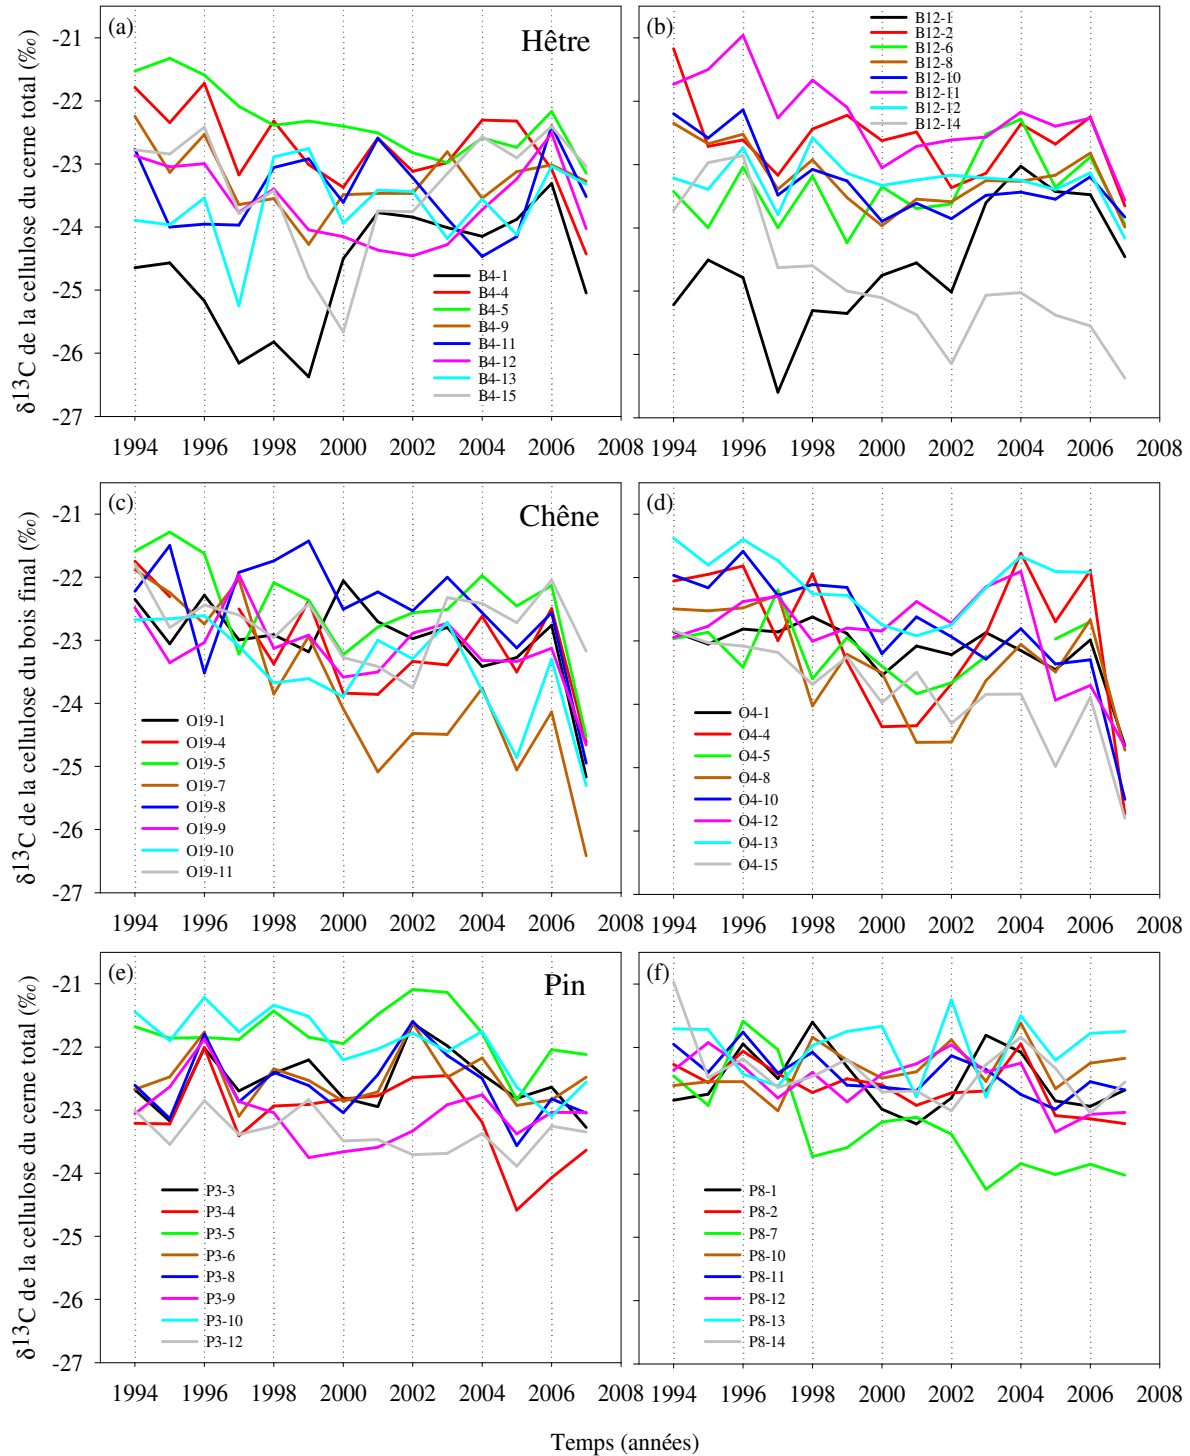 (a)
Hêtre
δ13C de la cellulose du cerne total (‰)
-21
-22
-23
-24
-25
-26
-27
B4-1
B4-4
B4-5
B4-9
B4-11
B4-12
B4-13
B4-15
1994 1996 1998 2000 2002 2004 2006 2008
(b)
B12-1
B12-2
B12-6
B12-8
B12-10
B12-11
B12-12
B12-14
1994 1996 1998 2000 2002 2004 2006 2008
(c)
Chêne
δ13C de la cellulose du bois final (‰)
-21
-22
-23
-24
-25
-26
-27
O19-1
O19-4
O19-5
O19-7
O19-8
O19-9
O19-10
O19-11
1994 1996 1998 2000 2002 2004 2006 2008
(d)
O4-1
O4-4
O4-5
O4-8
O4-10
O4-12
O4-13
O4-15
1994 1996 1998 2000 2002 2004 2006 2008
(e)
Pin
δ13C de la cellulose du cerne total (‰)
-21
-22
-23
-24
-25
-26
-27
P3-3
P3-4
P3-5
P3-6
P3-8
P3-9
P3-10
P3-12
1994 1996 1998 2000 2002 2004 2006 2008
(f)
P8-1
P8-2
P8-7
P8-10
P8-11
P8-12
P8-13
P8-14
1994 1996 1998 2000 2002 2004 2006 2008
Temps (années)